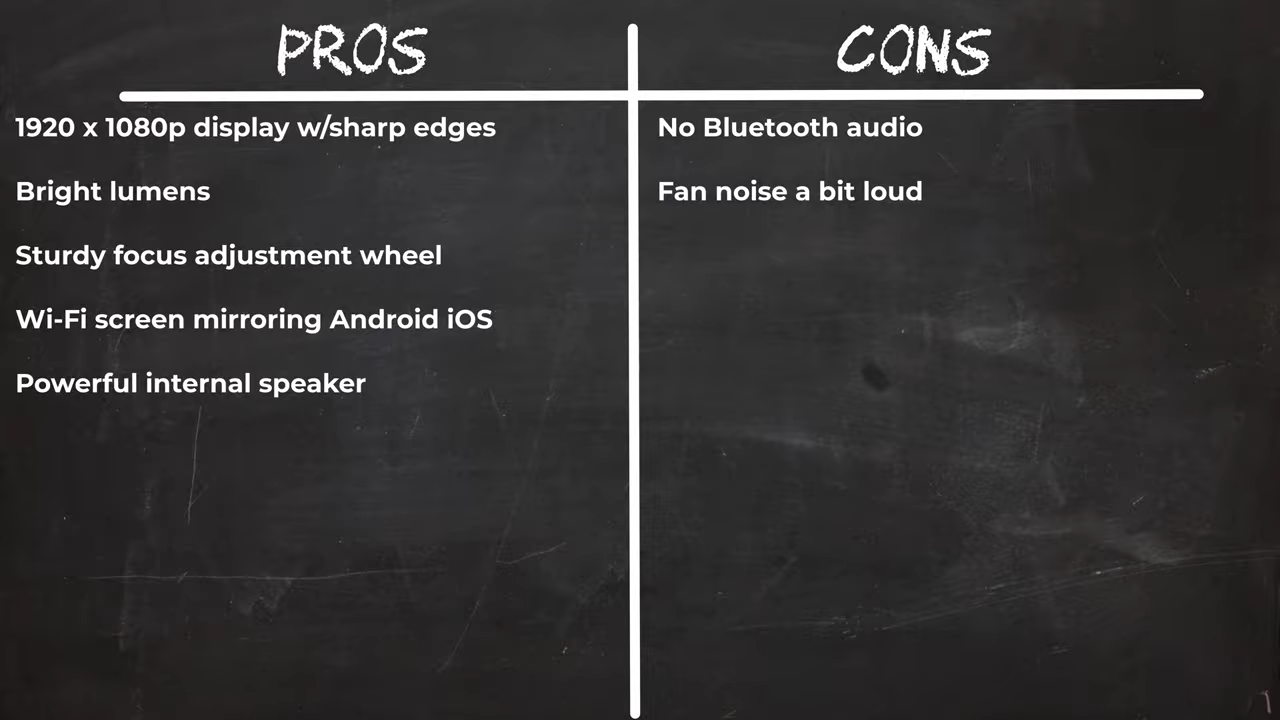 PROS
CONS
1920 x 1080p display w/sharp edges
Bright lumens
Sturdy focus adjustment wheel
Wi-Fi screen mirroring Android iOS
Powerful internal speaker
No Bluetooth audio
Fan noise a bit loud